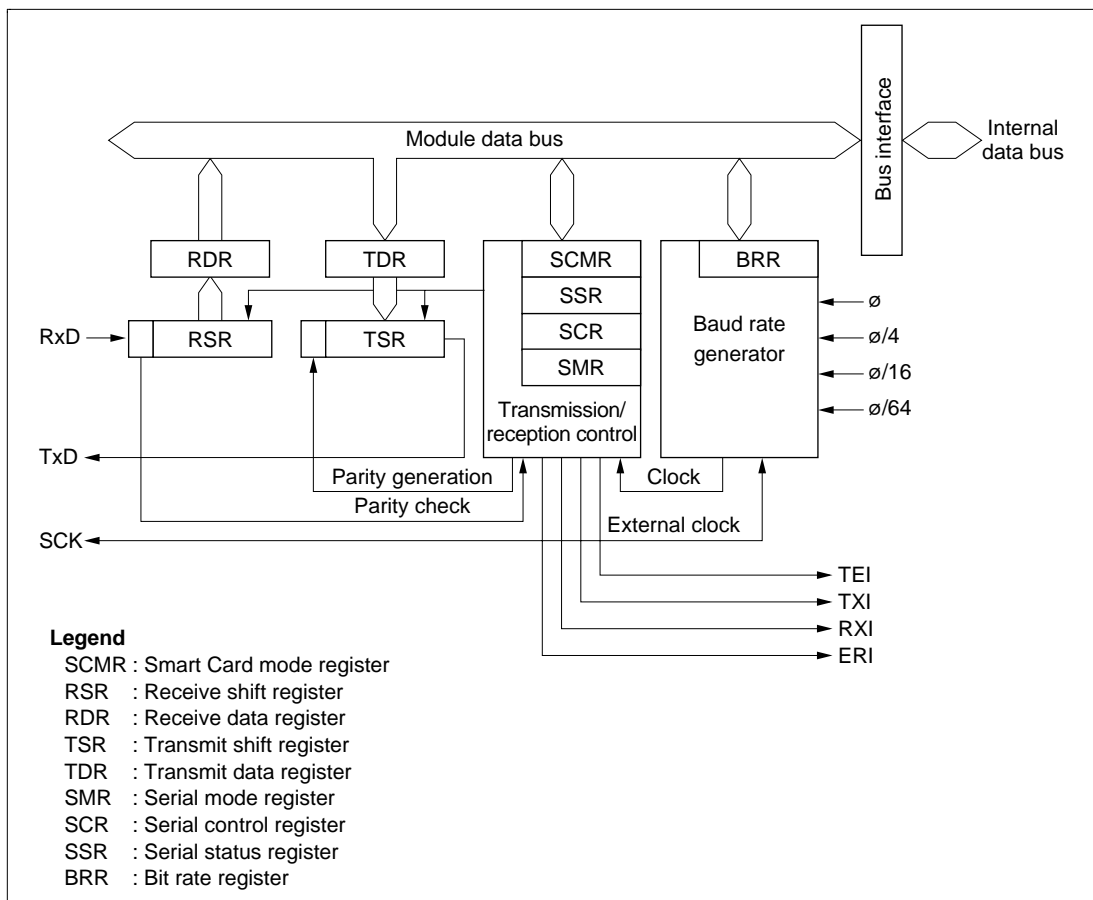 Bus interface
Module data bus
Internal
data bus
RDR
TDR
SCMR
BRR
SSR
SCR
SMR
RxD
RSR
TSR
Baud rate
generator
ø
ø/4
ø/16
ø/64
Transmission/
reception control
TxD
Parity generation
Clock
Parity check
External clock
SCK
TEI
TXI
RXI
ERI
Legend
SCMR : Smart Card mode register
RSR : Receive shift register
RDR : Receive data register
TSR : Transmit shift register
TDR : Transmit data register
SMR : Serial mode register
SCR : Serial control register
SSR : Serial status register
BRR : Bit rate register